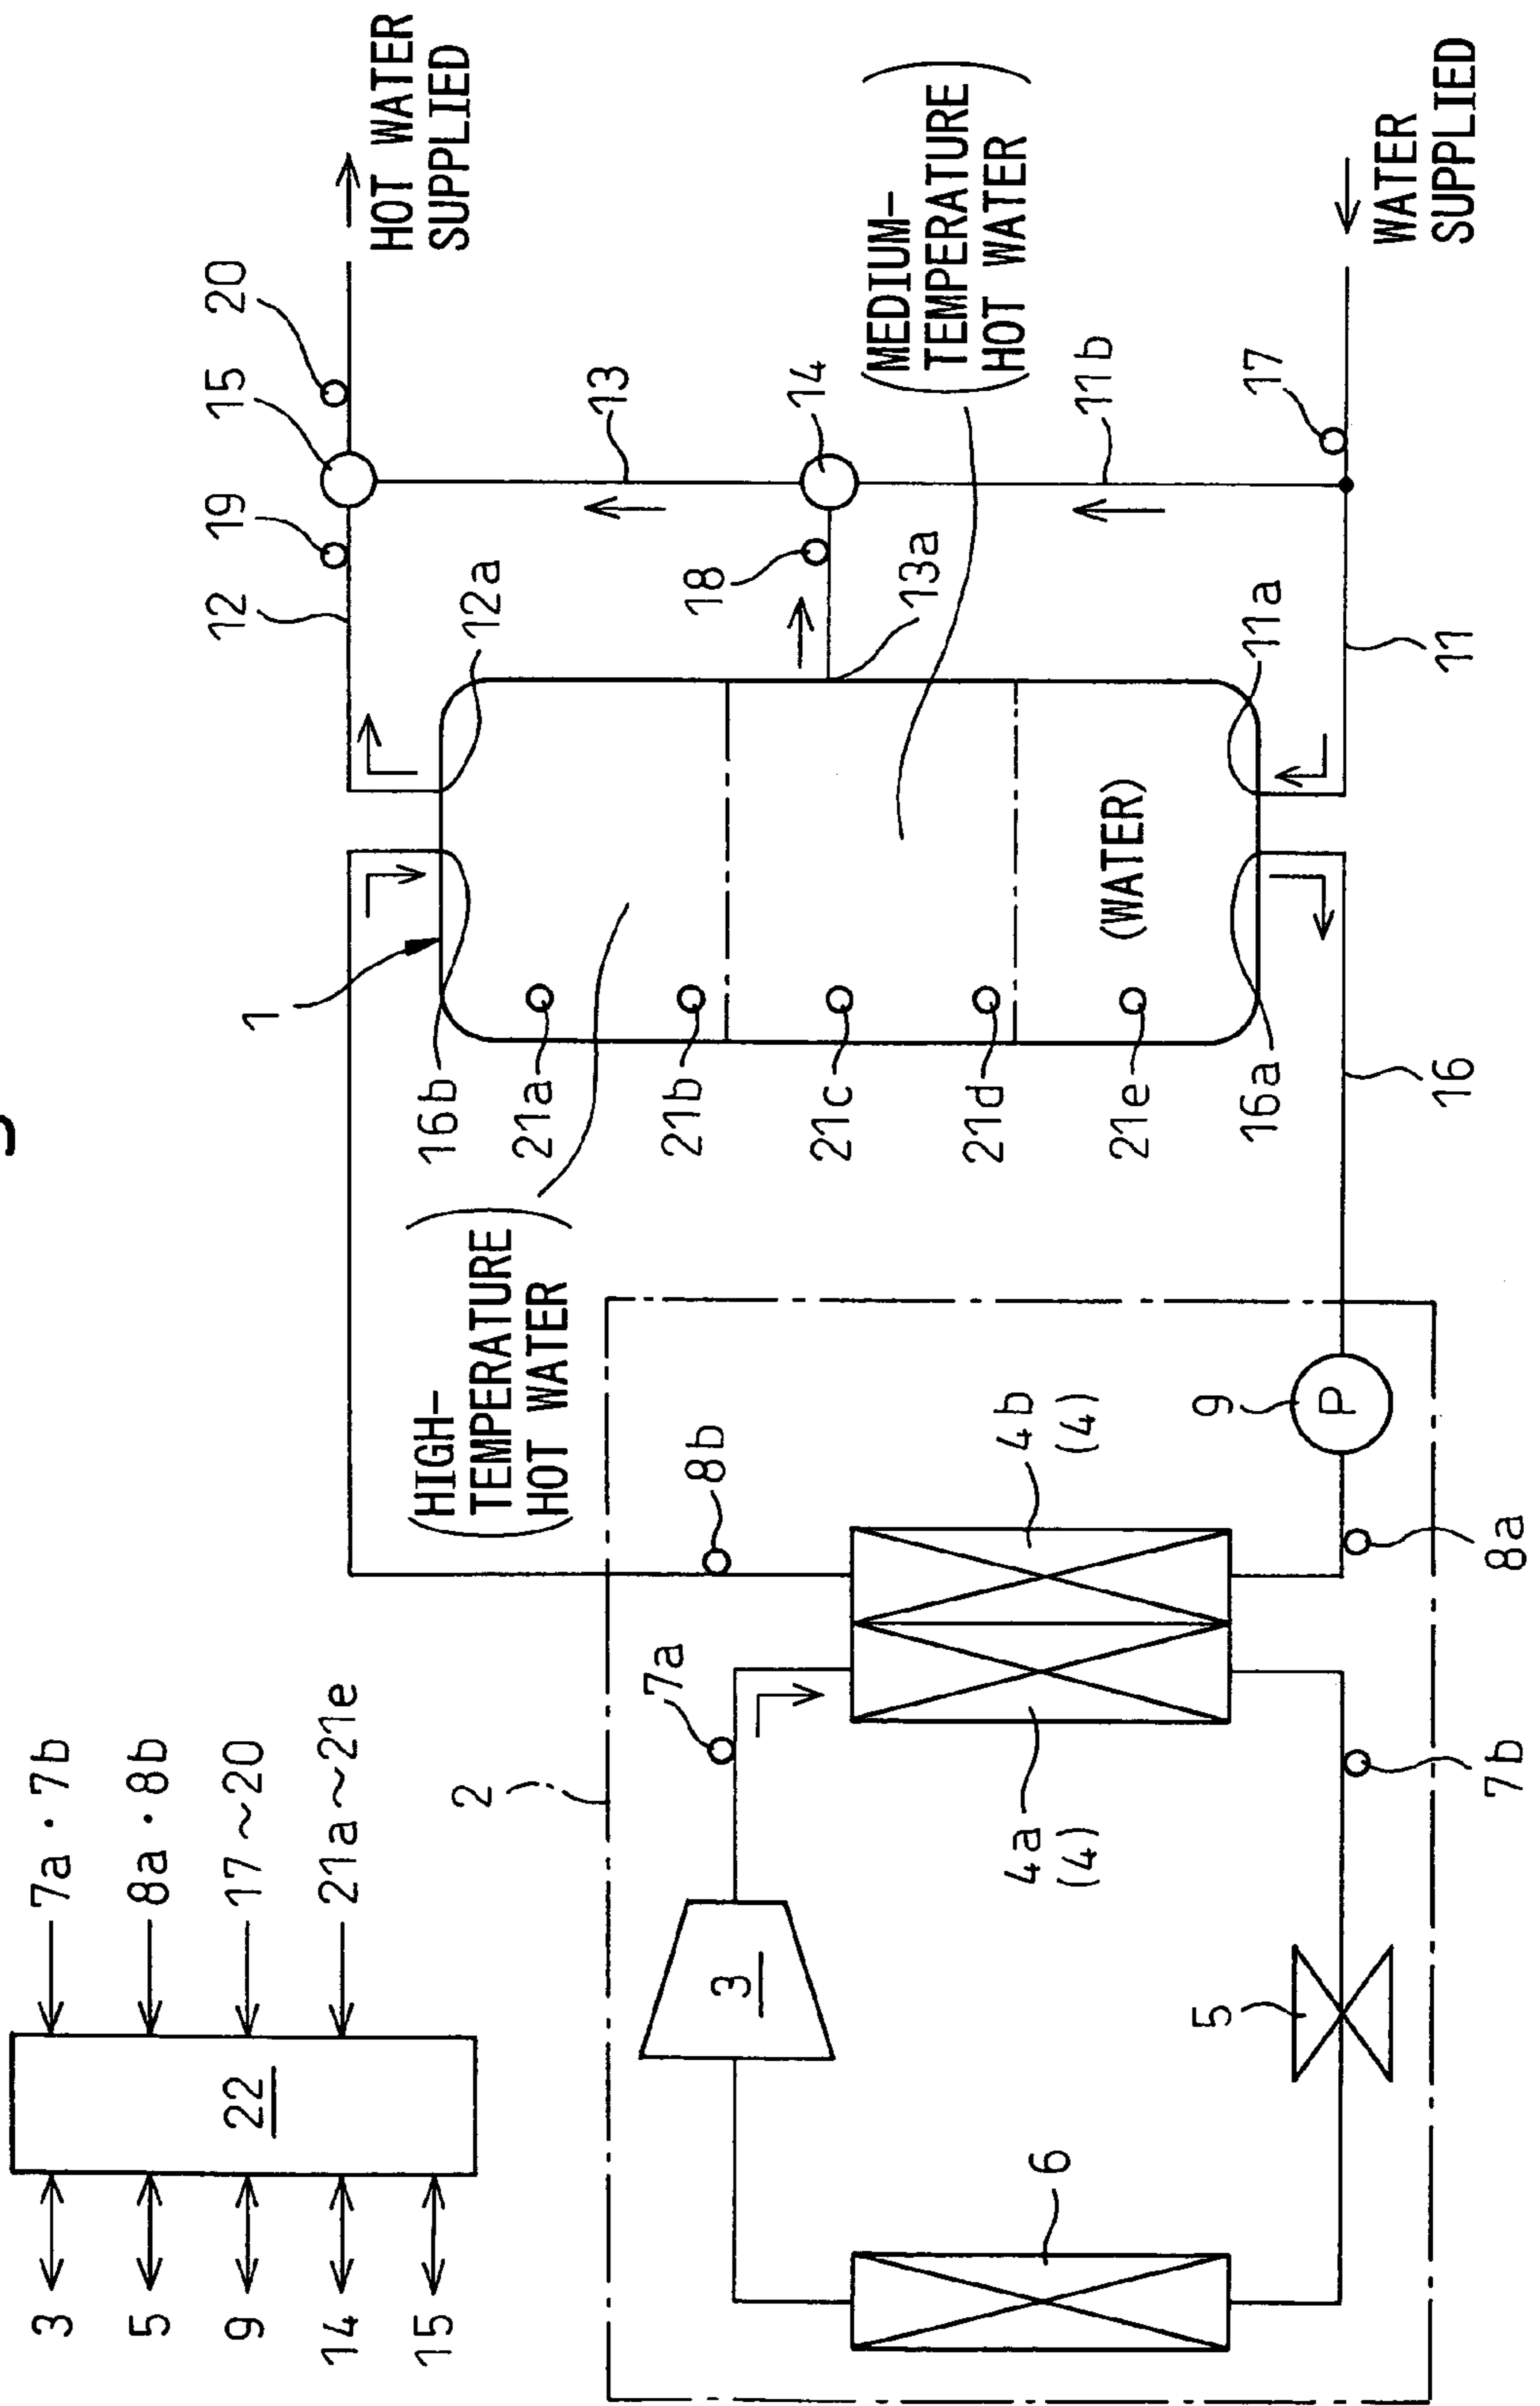 3
7a · 7b
5
8a · 8b
9
22
17~20
14
21a~21e
15
1
12
19
15
20
HOT WATER
SUPPLIED
2
16b
12a
(HIGH-
TEMPERATURE
HOT WATER)
21a
13
7a
8b
21b
18
14
3
21c
13a
(MEDIUM-
TEMPERATURE
HOT WATER)
21d
6
4a
(4)
4b
(4)
21e
(WATER)
11b
5
9
16a
11a
17
P
16
11
WATER
SUPPLIED
7b
8a